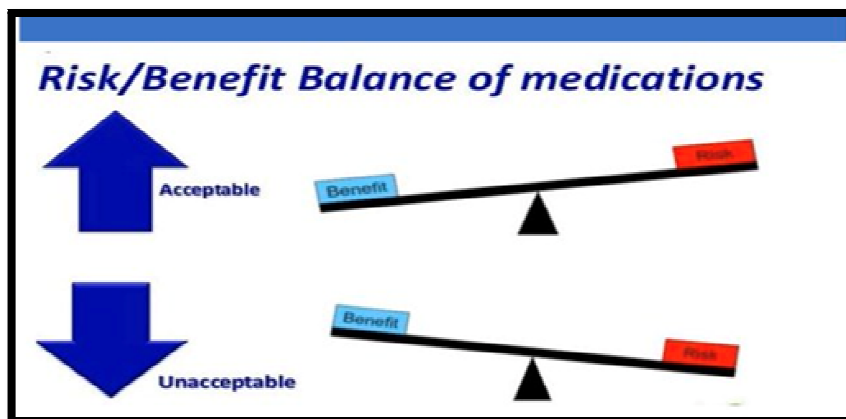 Risk/Benefit Balance of medications
Risk
Benefit
Acceptable
Benefit
Risk
Unacceptable